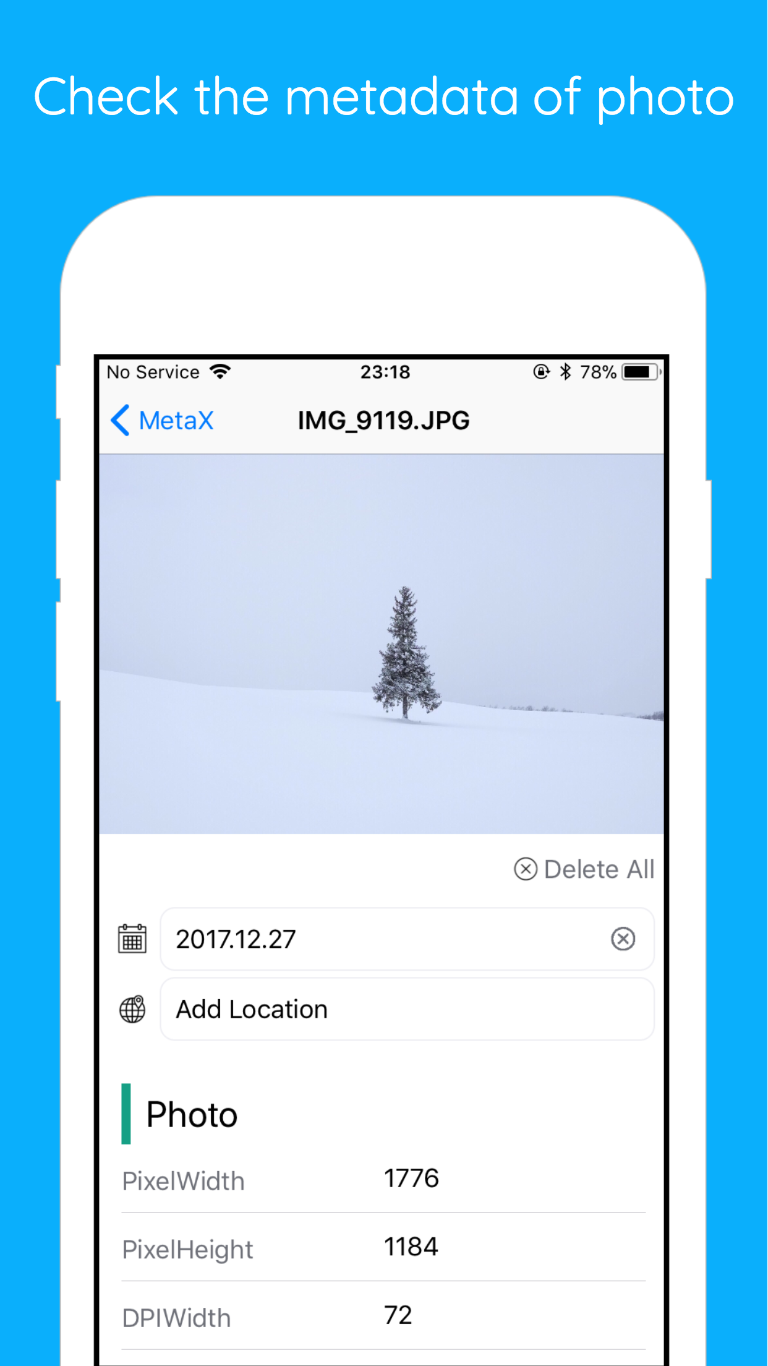 Check the metadata of photo
No Service 23:18 78%
MetaX IMG_9119.JPG
Delete All
2017.12.27
Add Location
Photo
PixelWidth 1776
PixelHeight 1184
DPIWidth 72